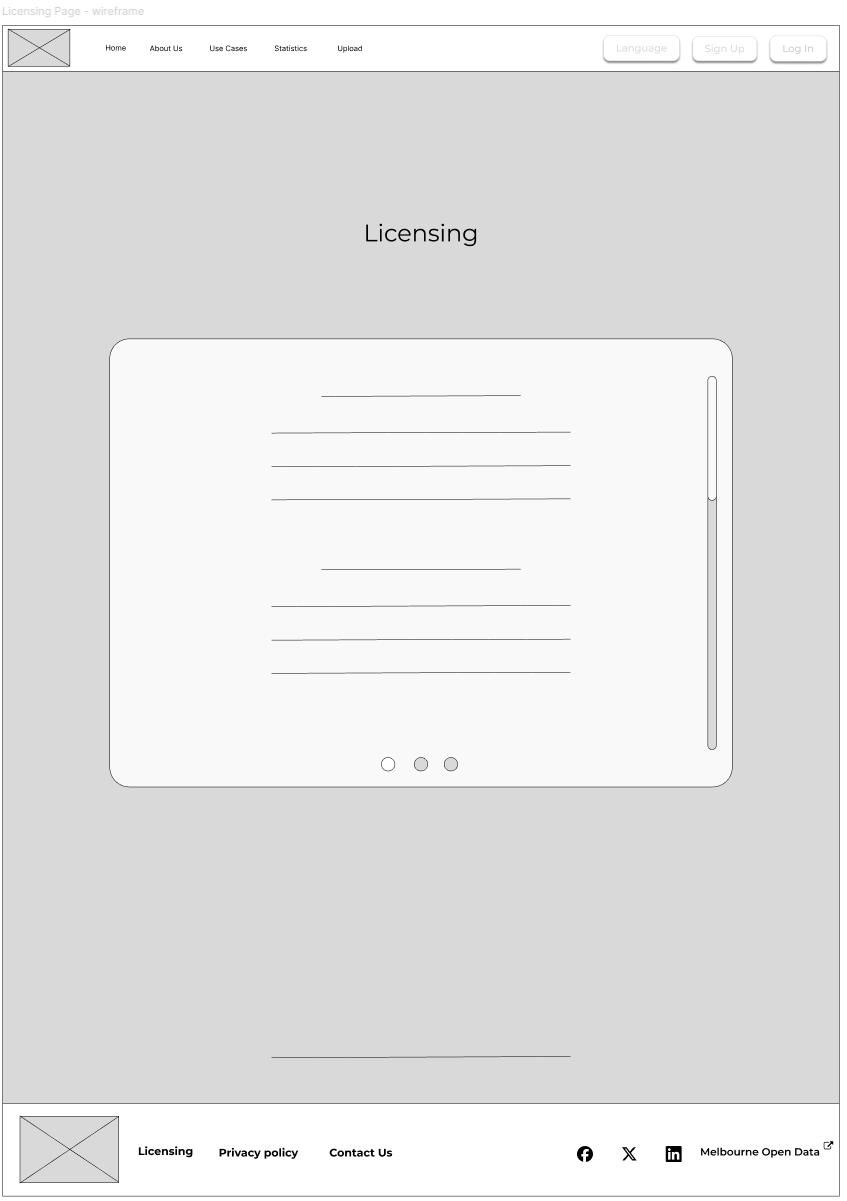 Licensing Page - wireframe
Home About Us Use Cases Statistics Upload Language Sign Up Log In
Licensing
Licensing Privacy policy Contact Us Melbourne Open Data